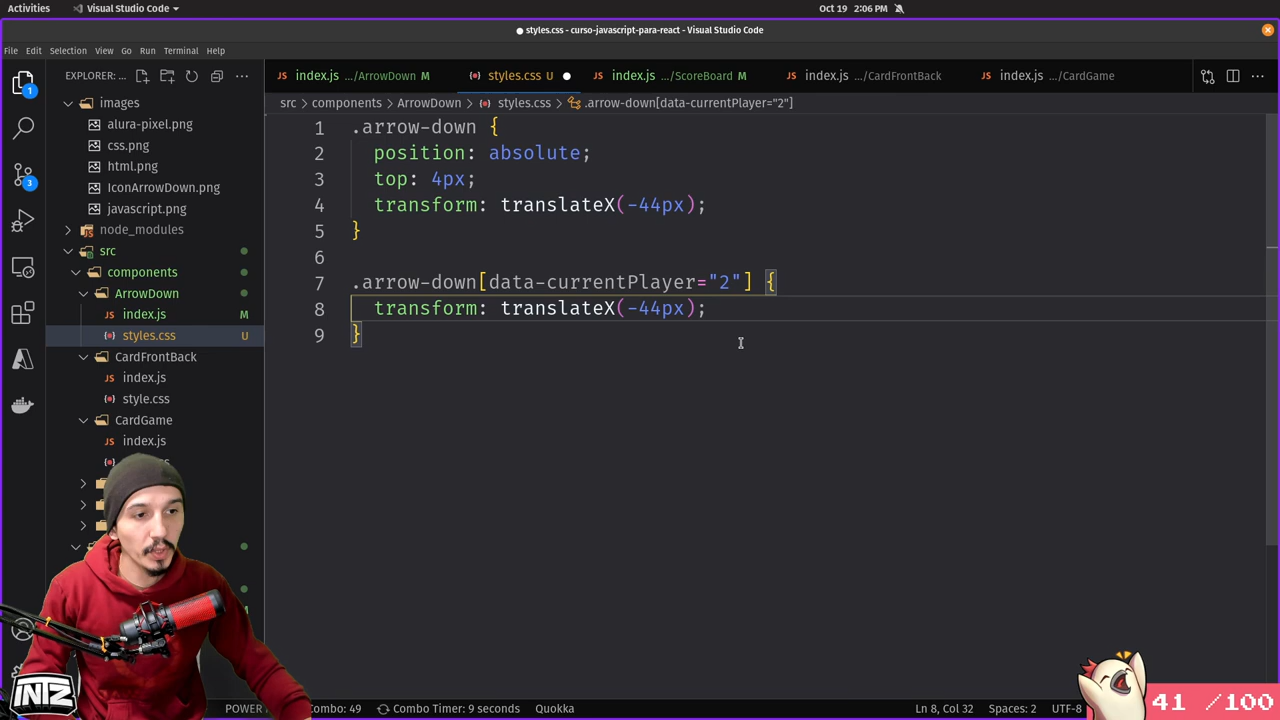 Activities
Visual Studio Code
Oct 19 2:06 PM
● styles.css - curso-javascript-para-react - Visual Studio Code
File Edit Selection View Go Run Terminal Help
EXPLORER: ...
index.js .../ArrowDown M
styles.css U
index.js .../ScoreBoard M
index.js .../CardFrontBack
index.js .../CardGame
src > components > ArrowDown > styles.css > .arrow-down[data-currentPlayer="2"]
images
alura-pixel.png
css.png
html.png
IconArrowDown.png
javascript.png
node_modules
src
components
ArrowDown
index.js M
styles.css U
CardFrontBack
index.js
style.css
CardGame
index.js
1
3
1 .arrow-down {
2 position: absolute;
3 top: 4px;
4 transform: translateX(-44px);
5 }
6
7 .arrow-down[data-currentPlayer="2"] {
8 transform: translateX(-44px);
9 }
INTZ
POWER
Combo: 49
Combo Timer: 9 seconds
Quokka
Ln 8, Col 32
Spaces: 2
UTF-8
41 /100